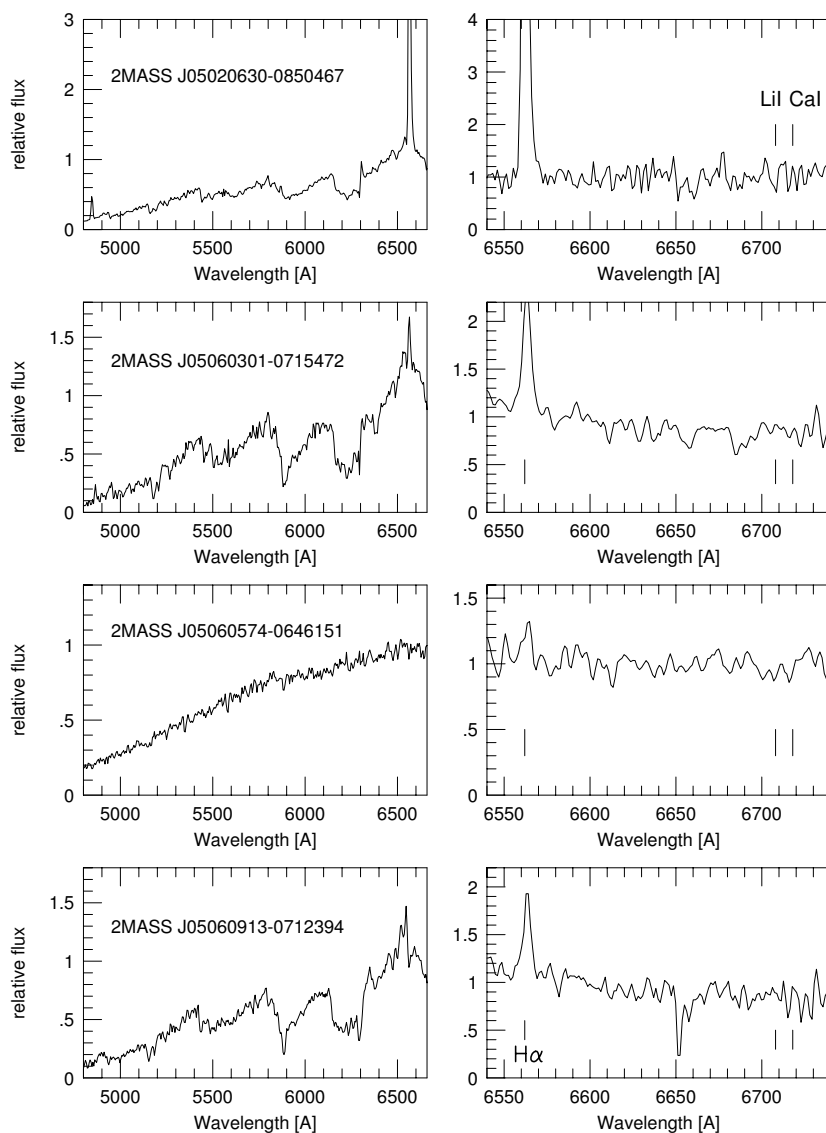 relative flux
3
2
1
0
2MASS J05020630-0850467
5000 5500 6000 6500
Wavelength [A]
4
3
2
1
0
LiI CaI
6550 6600 6650 6700
Wavelength [A]
relative flux
1.5
1
.5
0
2MASS J05060301-0715472
5000 5500 6000 6500
Wavelength [A]
2
1.5
1
.5
0
6550 6600 6650 6700
Wavelength [A]
relative flux
1
.5
0
2MASS J05060574-0646151
5000 5500 6000 6500
Wavelength [A]
1.5
1
.5
0
6550 6600 6650 6700
Wavelength [A]
relative flux
1.5
1
.5
0
2MASS J05060913-0712394
5000 5500 6000 6500
Wavelength [A]
2
1.5
1
.5
0
Hα
6550 6600 6650 6700
Wavelength [A]